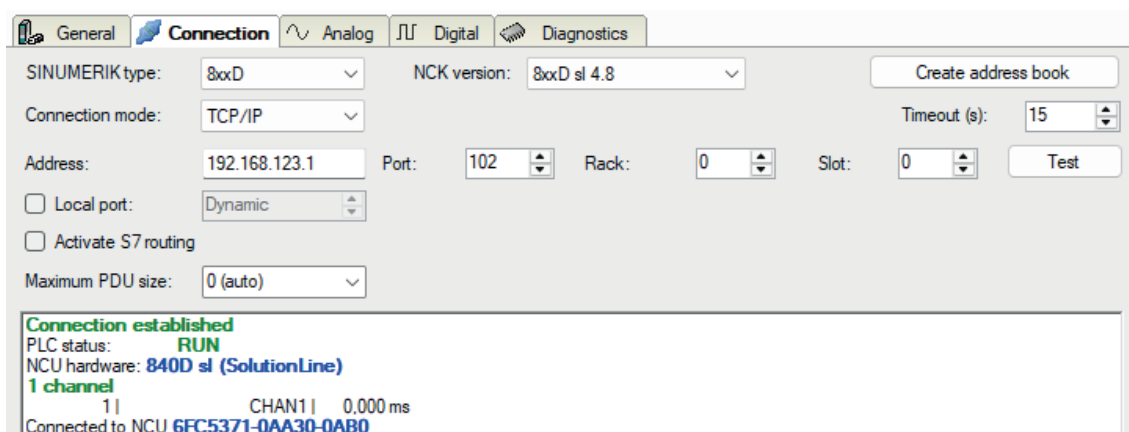 General Connection Analog Digital Diagnostics
SINUMERIK type: 8xxD NCK version: 8xxD sl 4.8 Create address book
Connection mode: TCP/IP Timeout (s): 15
Address: 192.168.123.1 Port: 102 Rack: 0 Slot: 0 Test
Local port: Dynamic
Activate S7 routing
Maximum PDU size: 0 (auto)
Connection established
PLC status: RUN
NCU hardware: 840D sl (SolutionLine)
1 channel
1 | CHAN1 | 0,000 ms
Connected to NCU 6FC5371-0AA30-0AB0